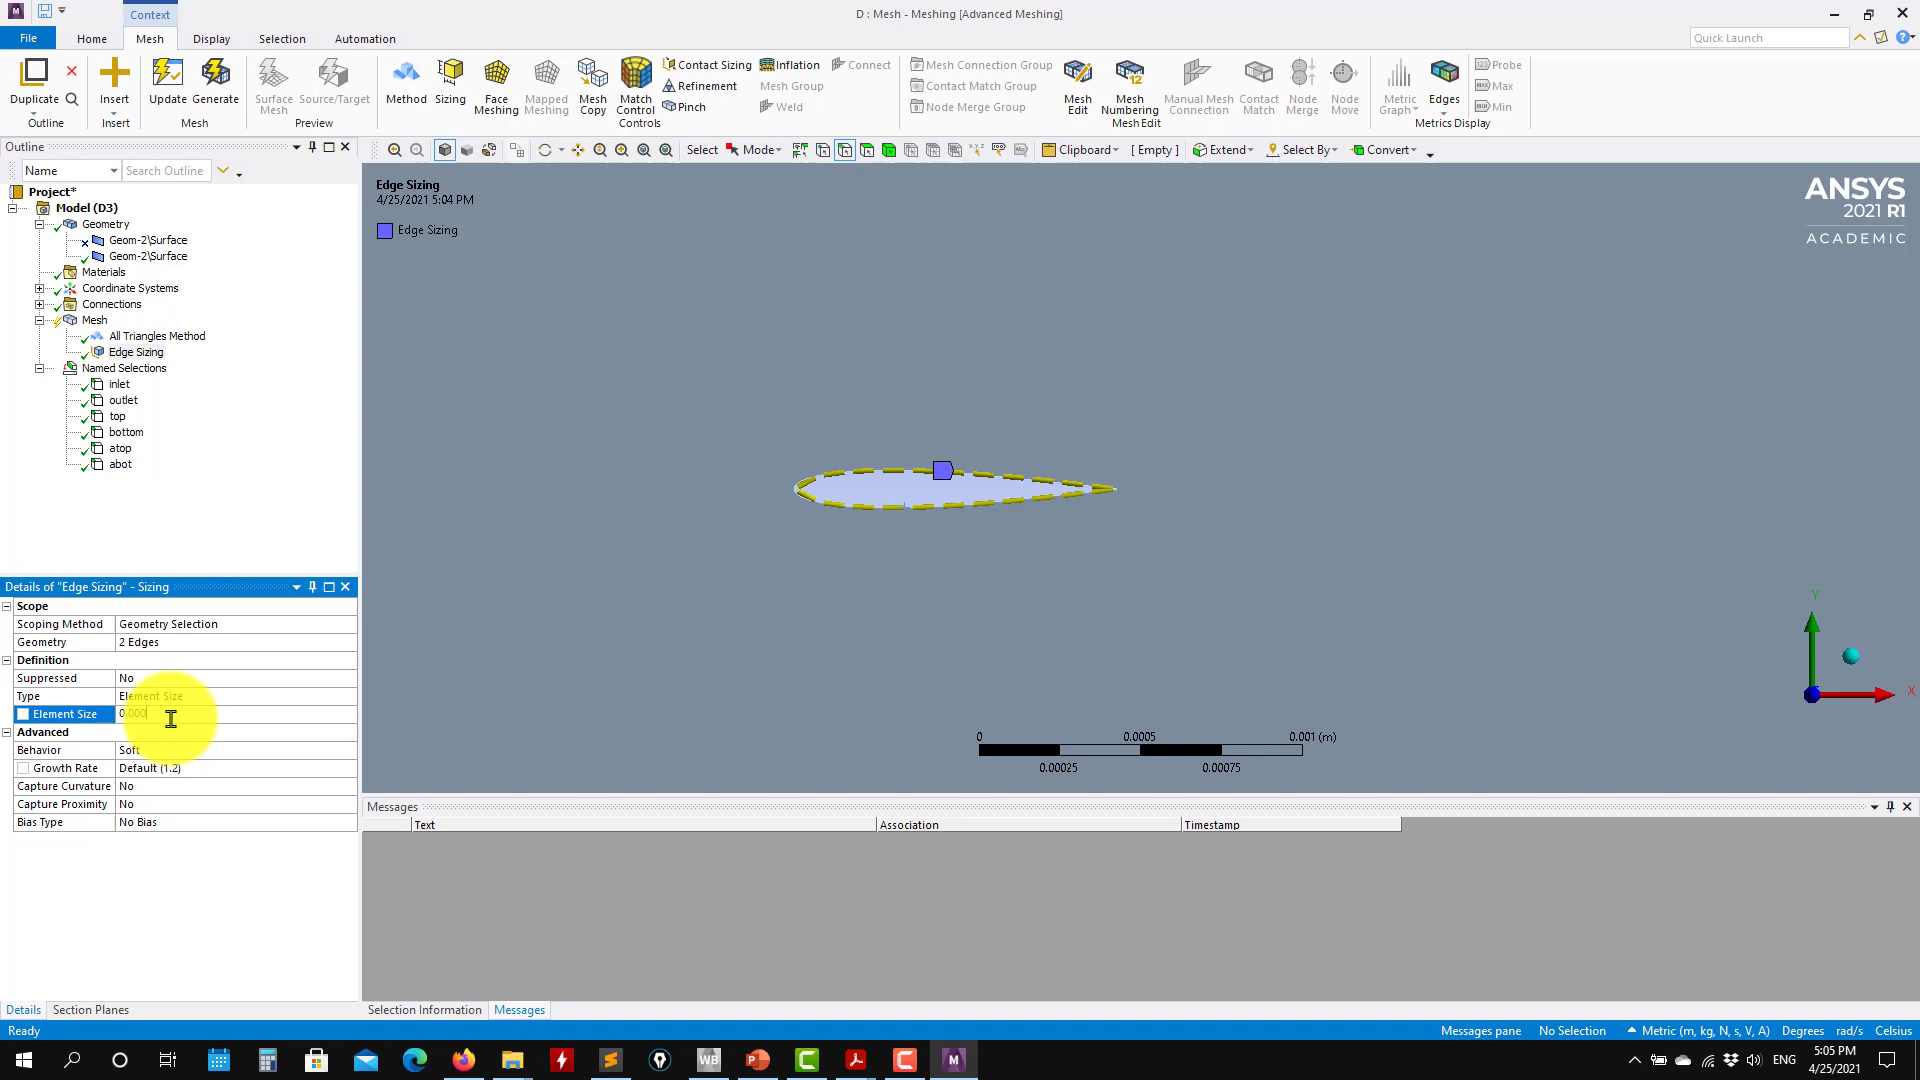 Context
D : Mesh - Meshing [Advanced Meshing]
File
Home
Mesh
Display
Selection
Automation
Quick Launch
Duplicate
Outline
Insert
Insert
Update
Generate
Mesh
Surface Mesh
Source/Target
Preview
Method
Sizing
Face Meshing
Mapped Meshing
Mesh Copy
Match Control
Contact Sizing
Refinement
Pinch
Inflation
Mesh Group
Weld
Connect
Controls
Mesh Connection Group
Contact Match Group
Node Merge Group
Mesh Edit
Mesh Numbering
Manual Mesh Connection
Contact Match
Node Merge
Node Move
Mesh Edit
Metric Graph
Edges
Probe
Max
Min
Metrics Display
Outline
Select
Mode
Clipboard
[ Empty ]
Extend
Select By
Convert
Name
Search Outline
Project*
Model (D3)
Geometry
Geom-2\Surface
Geom-2\Surface
Materials
Coordinate Systems
Connections
Mesh
All Triangles Method
Edge Sizing
Named Selections
inlet
outlet
top
bottom
atop
abot
Edge Sizing
4/25/2021 5:04 PM
Edge Sizing
ANSYS
2021 R1
ACADEMIC
Y
X
0 0.0005 0.001 (m)
0.00025 0.00075
Details of "Edge Sizing" - Sizing
Scope
Scoping Method Geometry Selection
Geometry 2 Edges
Definition
Suppressed No
Type Element Size
Element Size 0.000
Advanced
Behavior Soft
Growth Rate Default (1.2)
Capture Curvature No
Capture Proximity No
Bias Type No Bias
Messages
Text Association Timestamp
Details
Section Planes
Selection Information
Messages
Ready
Messages pane
No Selection
Metric (m, kg, N, s, V, A)
Degrees
rad/s
Celsius
WB
M
ENG
5:05 PM
4/25/2021